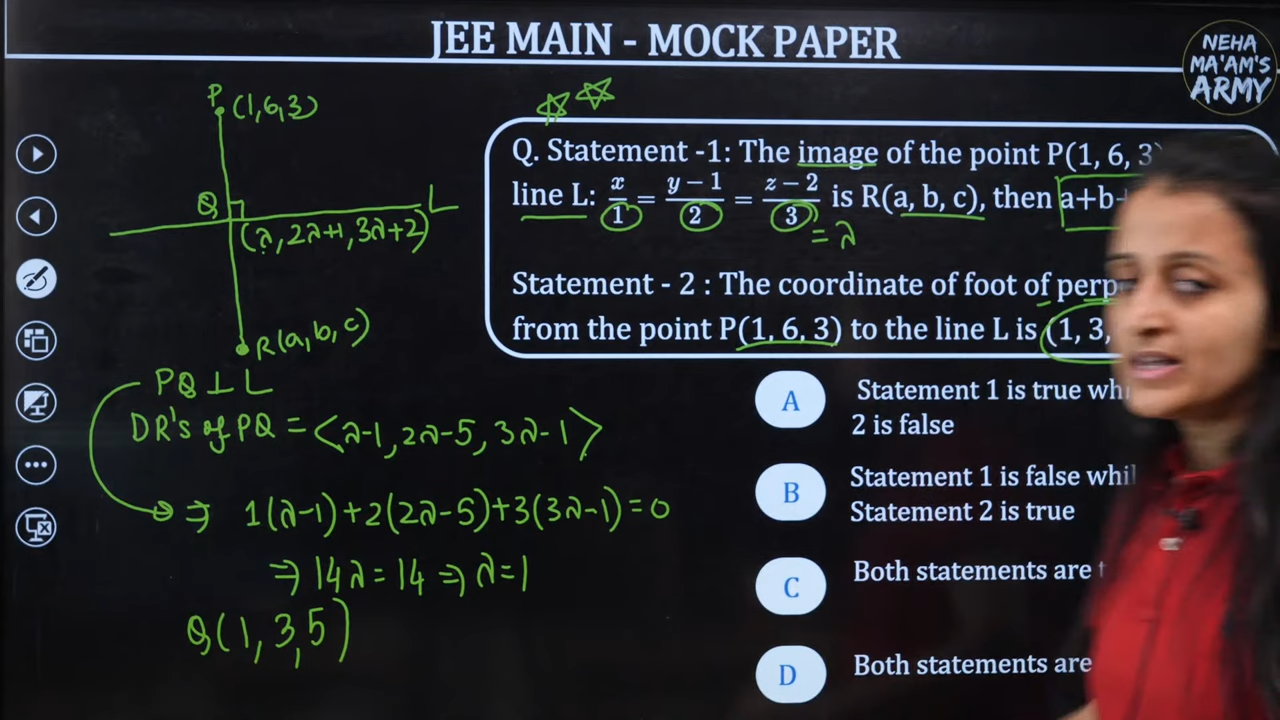 JEE MAIN - MOCK PAPER
NEHA
MA'AM'S
ARMY
P (1,6,3)
Q
L
(λ, 2λ+1, 3λ+2)
R(a, b, c)
PQ ⊥ L
DR's of PQ = <λ-1, 2λ-5, 3λ-1>
⇒ 1(λ-1)+2(2λ-5)+3(3λ-1)=0
⇒ 14λ = 14 ⇒ λ=1
Q(1, 3, 5)
Q. Statement -1: The image of the point P(1, 6, 3)
line L: x/1 = y − 1/2 = z − 2/3 is R(a, b, c), then a+b+
= λ
Statement - 2 : The coordinate of foot of
from the point P(1, 6, 3) to the line L is (1, 3,
A
Statement 1 is true
2 is false
B
Statement 1 is false
Statement 2 is true
C
Both statements are
D
Both statements are